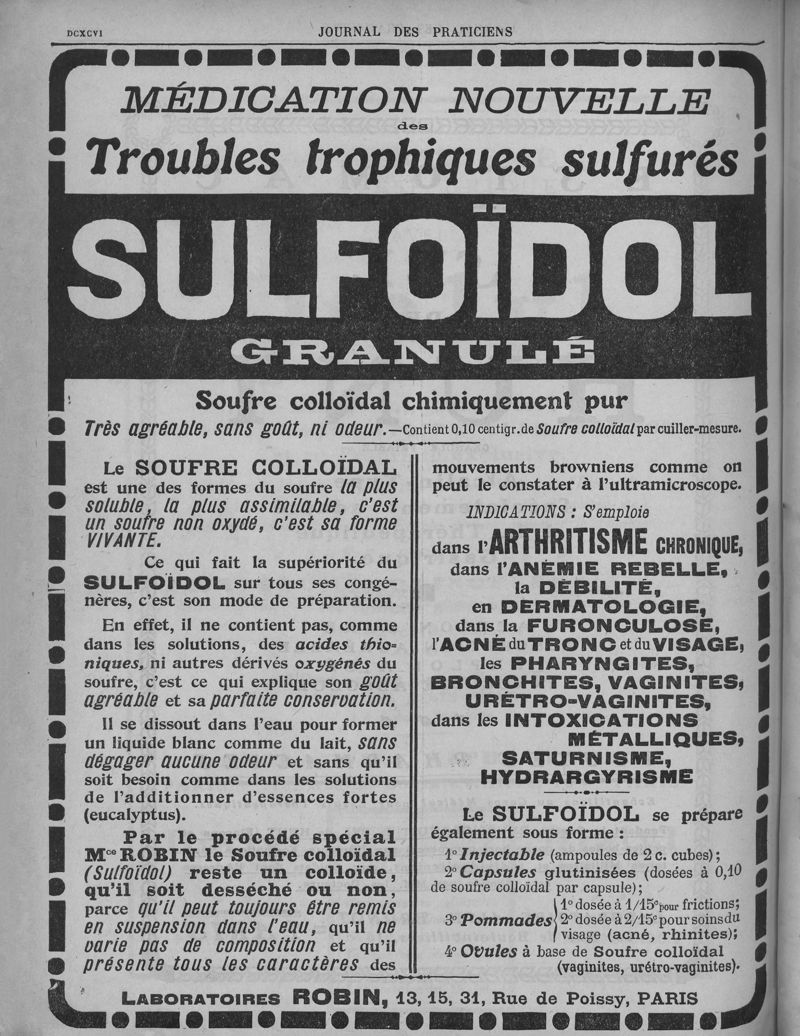 DCXCVI
JOURNAL DES PRATICIENS
MÉDICATION NOUVELLE
des
Troubles trophiques sulfurés
SULFOÏDOL
GRANULÉ
Soufre colloïdal chimiquement pur
Très agréable, sans goût, ni odeur.—Contient 0,10 centigr. de Soufre colloïdal par cuiller-mesure.
Le SOUFRE COLLOÏDAL
est une des formes du soufre la plus
soluble, la plus assimilable, c'est
un soufre non oxydé, c'est sa forme
VIVANTE.
Ce qui fait la supériorité du
SULFOÏDOL sur tous ses congé-
nères, c'est son mode de préparation.
En effet, il ne contient pas, comme
dans les solutions, des acides thio-
niques, ni autres dérivés oxygénés du
soufre, c'est ce qui explique son goût
agréable et sa parfaite conservation.
Il se dissout dans l'eau pour former
un liquide blanc comme du lait, sans
dégager aucune odeur et sans qu'il
soit besoin comme dans les solutions
de l'additionner d'essences fortes
(eucalyptus).
Par le procédé spécial
Mce ROBIN le Soufre colloïdal
(Sulfoïdol) reste un colloïde,
qu'il soit desséché ou non,
parce qu'il peut toujours être remis
en suspension dans l'eau, qu'il ne
varie pas de composition et qu'il
présente tous les caractères des
mouvements browniens comme on
peut le constater à l'ultramicroscope.
INDICATIONS : S'emploie
dans l'ARTHRITISME CHRONIQUE,
dans l'ANÉMIE REBELLE,
la DÉBILITÉ,
en DERMATOLOGIE,
dans la FURONCULOSE,
l'ACNÉ du TRONC et du VISAGE,
les PHARYNGITES,
BRONCHITES, VAGINITES,
URÉTRO-VAGINITES,
dans les INTOXICATIONS
MÉTALLIQUES,
SATURNISME,
HYDRARGYRISME
Le SULFOÏDOL se prépare
également sous forme :
1° Injectable (ampoules de 2 c. cubes) ;
2° Capsules glutinisées (dosées à 0,10
de soufre colloïdal par capsule);
3° Pommades { 1° dosée à 1/15e pour frictions;
2° dosée à 2/15e pour soins du
visage (acné, rhinites);
4° Ovules à base de Soufre colloïdal
(vaginites, urétro-vaginites).
LABORATOIRES ROBIN, 13, 15, 31, Rue de Poissy, PARIS